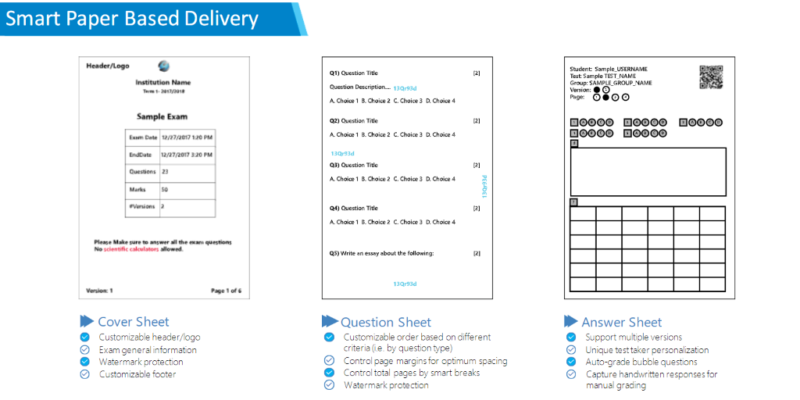 Smart Paper Based Delivery
Header/Logo
Institution Name
Term 1- 2017/2018
Sample Exam
Exam Date 12/27/2017 1:20 PM
EndDate 12/27/2017 2:20 PM
Questions 23
Marks 50
#Versions 2
Please Make sure to answer all the exam questions
No scientific calculators allowed.
Version: 1 Page 1 of 6
Q1) Question Title [2]
Question Description...
A. Choice 1 B. Choice 2 C. Choice 3 D. Choice 4
Q2) Question Title [2]
A. Choice 1 B. Choice 2 C. Choice 3 D. Choice 4
Q3) Question Title [2]
A. Choice 1 B. Choice 2 C. Choice 3 D. Choice 4
Q4) Question Title [2]
A. Choice 1 B. Choice 2 C. Choice 3 D. Choice 4
Q5) Write an essay about the following: [2]
Student: Sample_USERNAME
Test: Sample TEST_NAME
Group: SAMPLE_GROUP_NAME
Version:
Page:
Cover Sheet
Customizable header/logo
Exam general information
Watermark protection
Customizable footer
Question Sheet
Customizable order based on different
criteria (i.e. by question type)
Control page margins for optimum spacing
Control total pages by smart breaks
Watermark protection
Answer Sheet
Support multiple versions
Unique test taker personalization
Auto-grade bubble questions
Capture handwritten responses for
manual grading